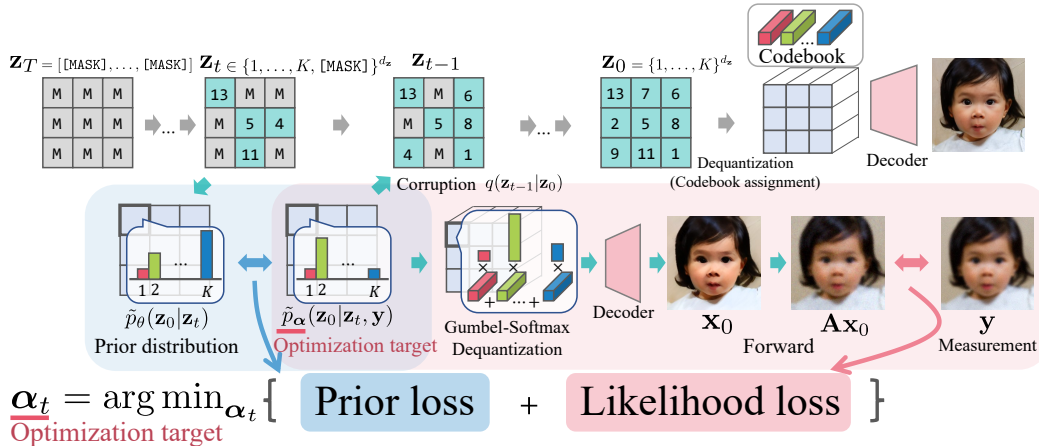 Codebook
z_T = [[MASK], ..., [MASK]]
z_t ∈ {1, ..., K, [MASK]}^{d_z}
z_{t−1}
z_0 = {1, ..., K}^{d_z}
M M M
M M M
M M M
...
13 M M
M 5 4
M 11 M
13 M 6
M 5 8
4 M 1
...
13 7 6
2 5 8
9 11 1
...
Dequantization
(Codebook assignment)
Decoder
Corruption q(z_{t−1}|z_0)
...
1 2 K
p̃_θ(z_0|z_t)
Prior distribution
...
1 2 K
p̃_α(z_0|z_t, y)
Optimization target
× × ×
+ ... +
Gumbel-Softmax
Dequantization
Decoder
x_0
Ax_0
Forward
y
Measurement
α_t = arg min_{α_t} { Prior loss + Likelihood loss }
Optimization target